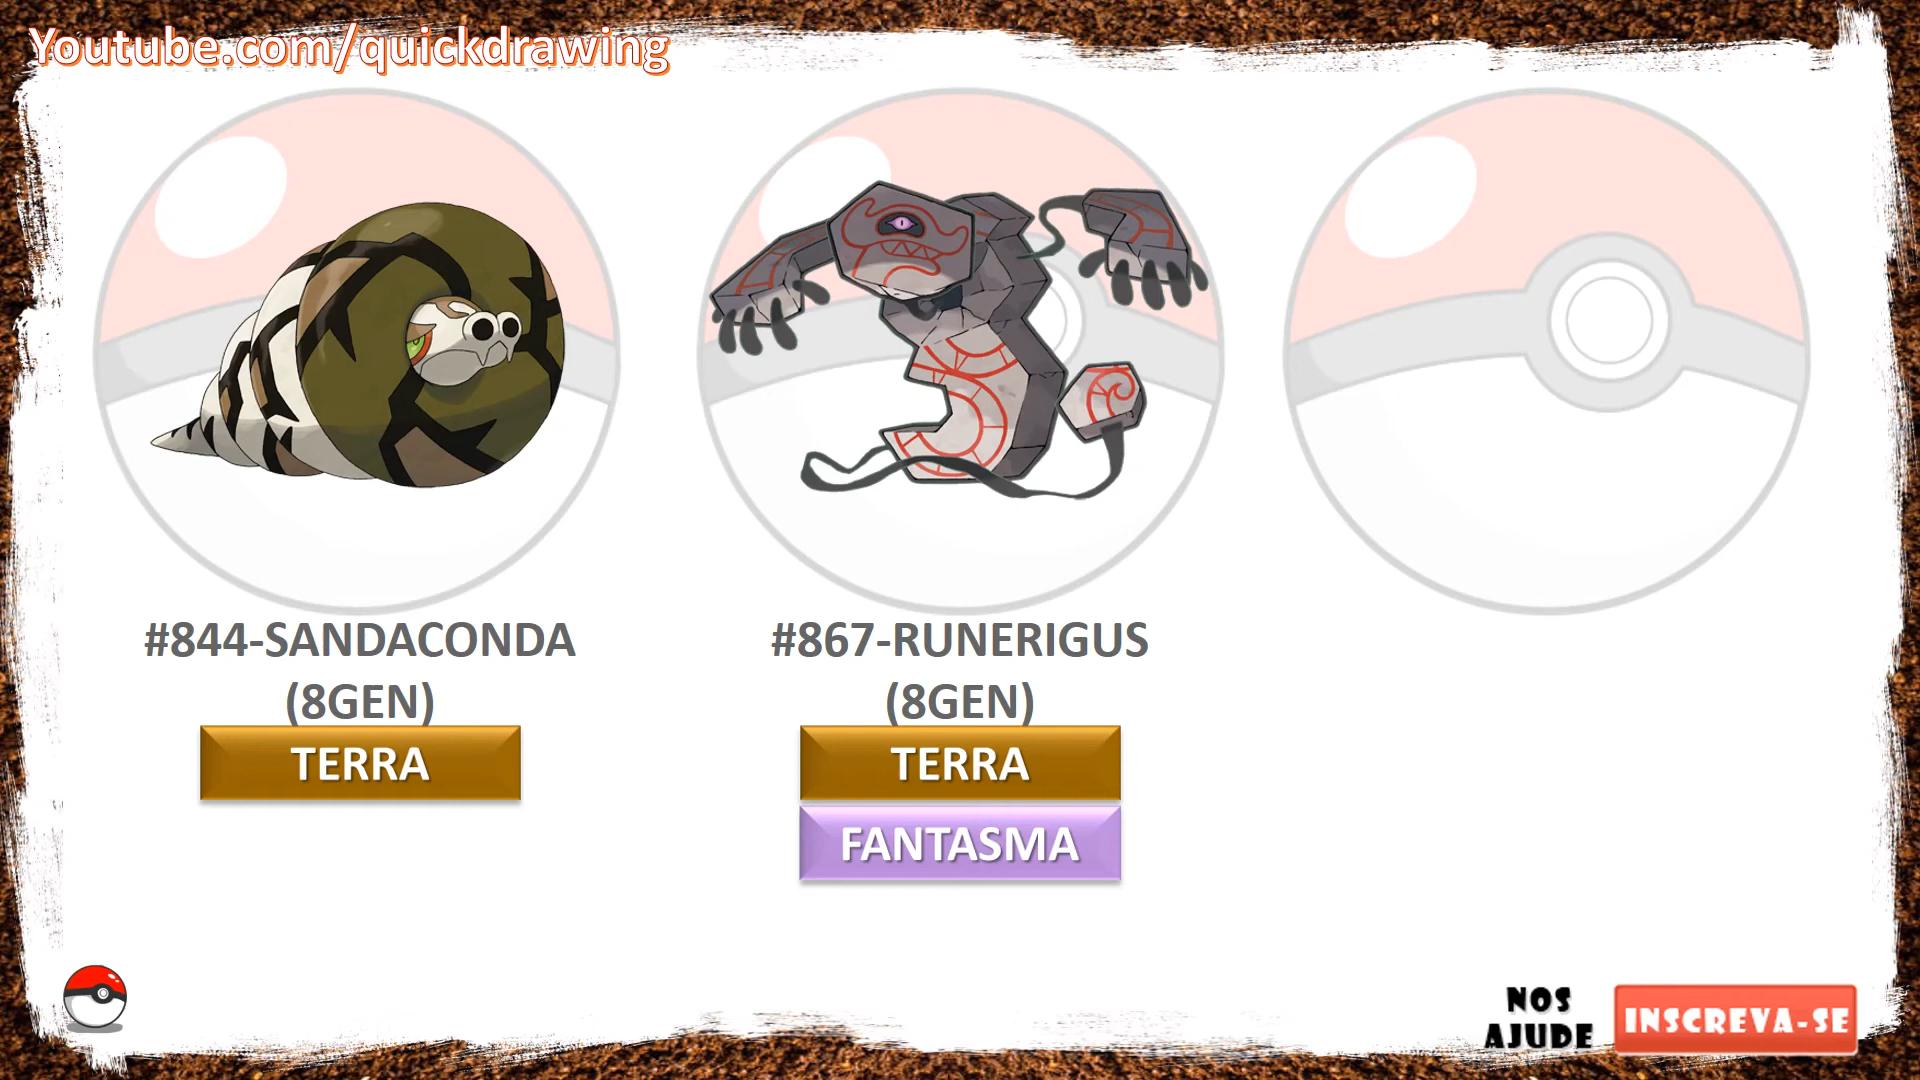 Youtube.com/quickdrawing
#844-SANDACONDA
(8GEN)
TERRA
#867-RUNERIGUS
(8GEN)
TERRA
FANTASMA
NOS
AJUDE
INSCREVA-SE